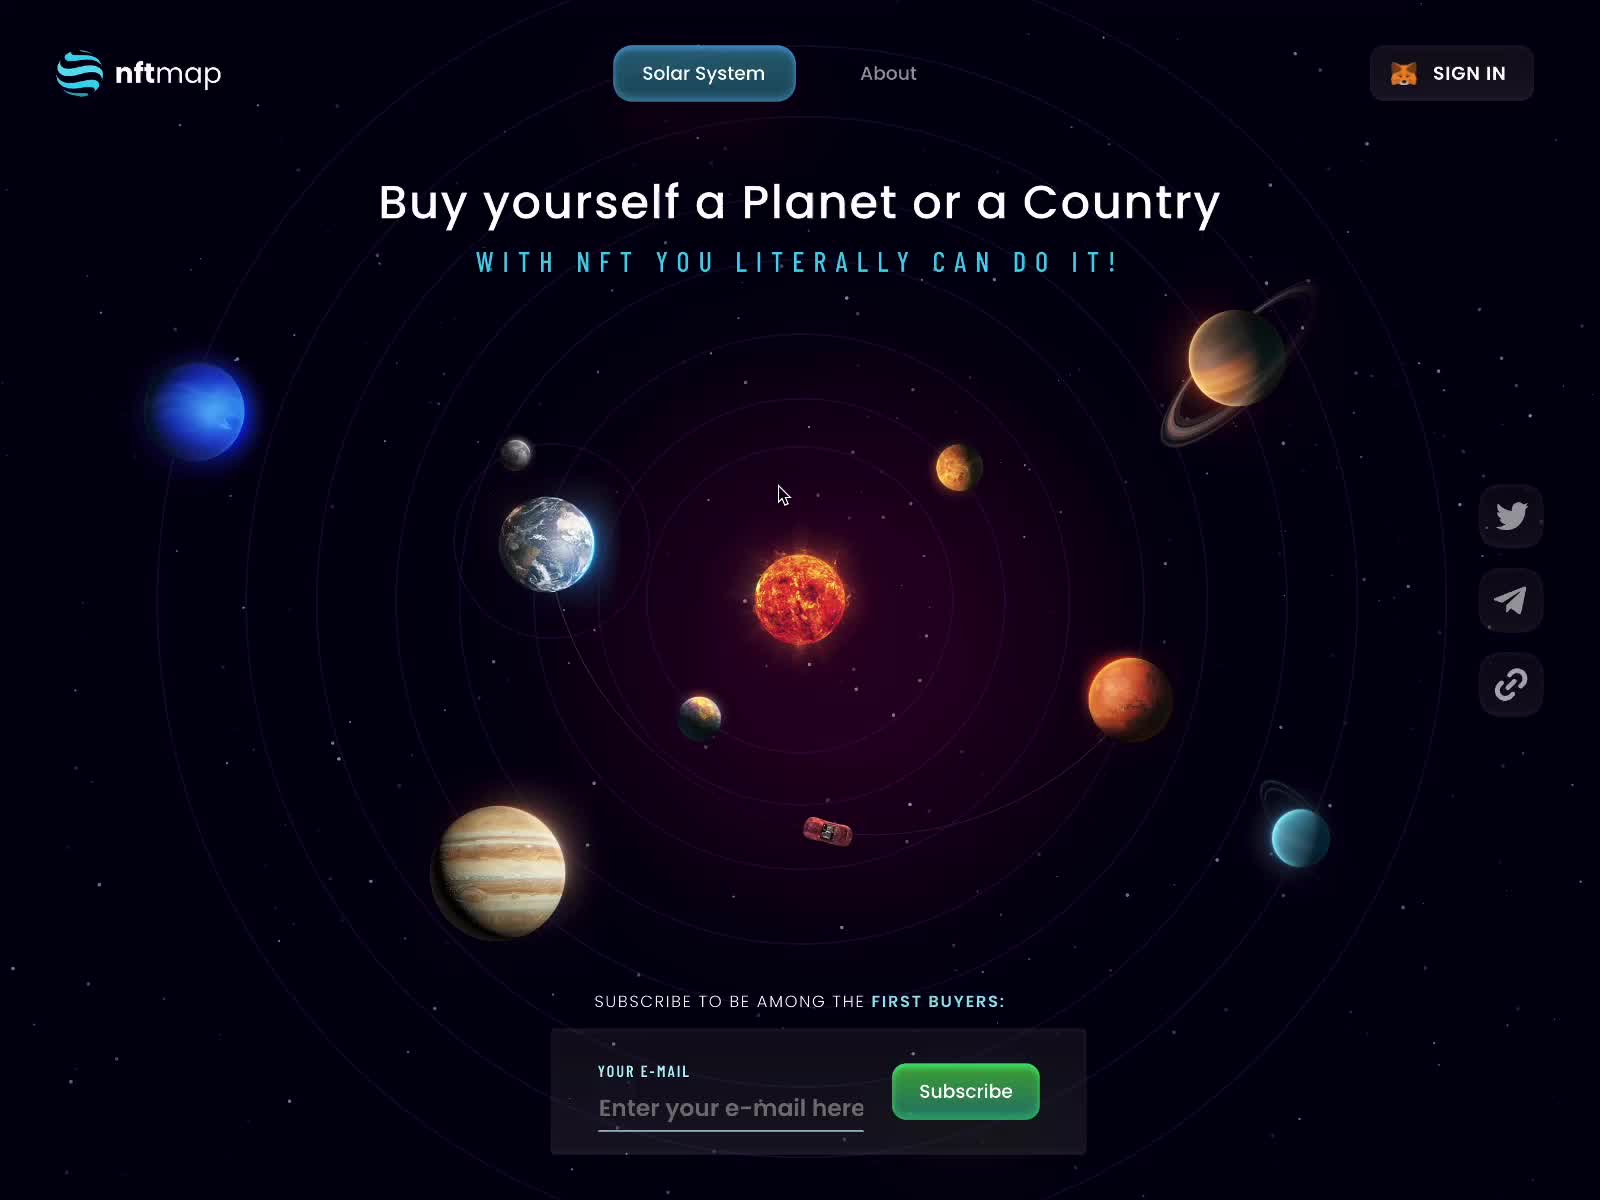 nftmap
Solar System
About
SIGN IN
Buy yourself a Planet or a Country
WITH NFT YOU LITERALLY CAN DO IT!
SUBSCRIBE TO BE AMONG THE FIRST BUYERS:
YOUR E-MAIL
Enter your e-mail here
Subscribe